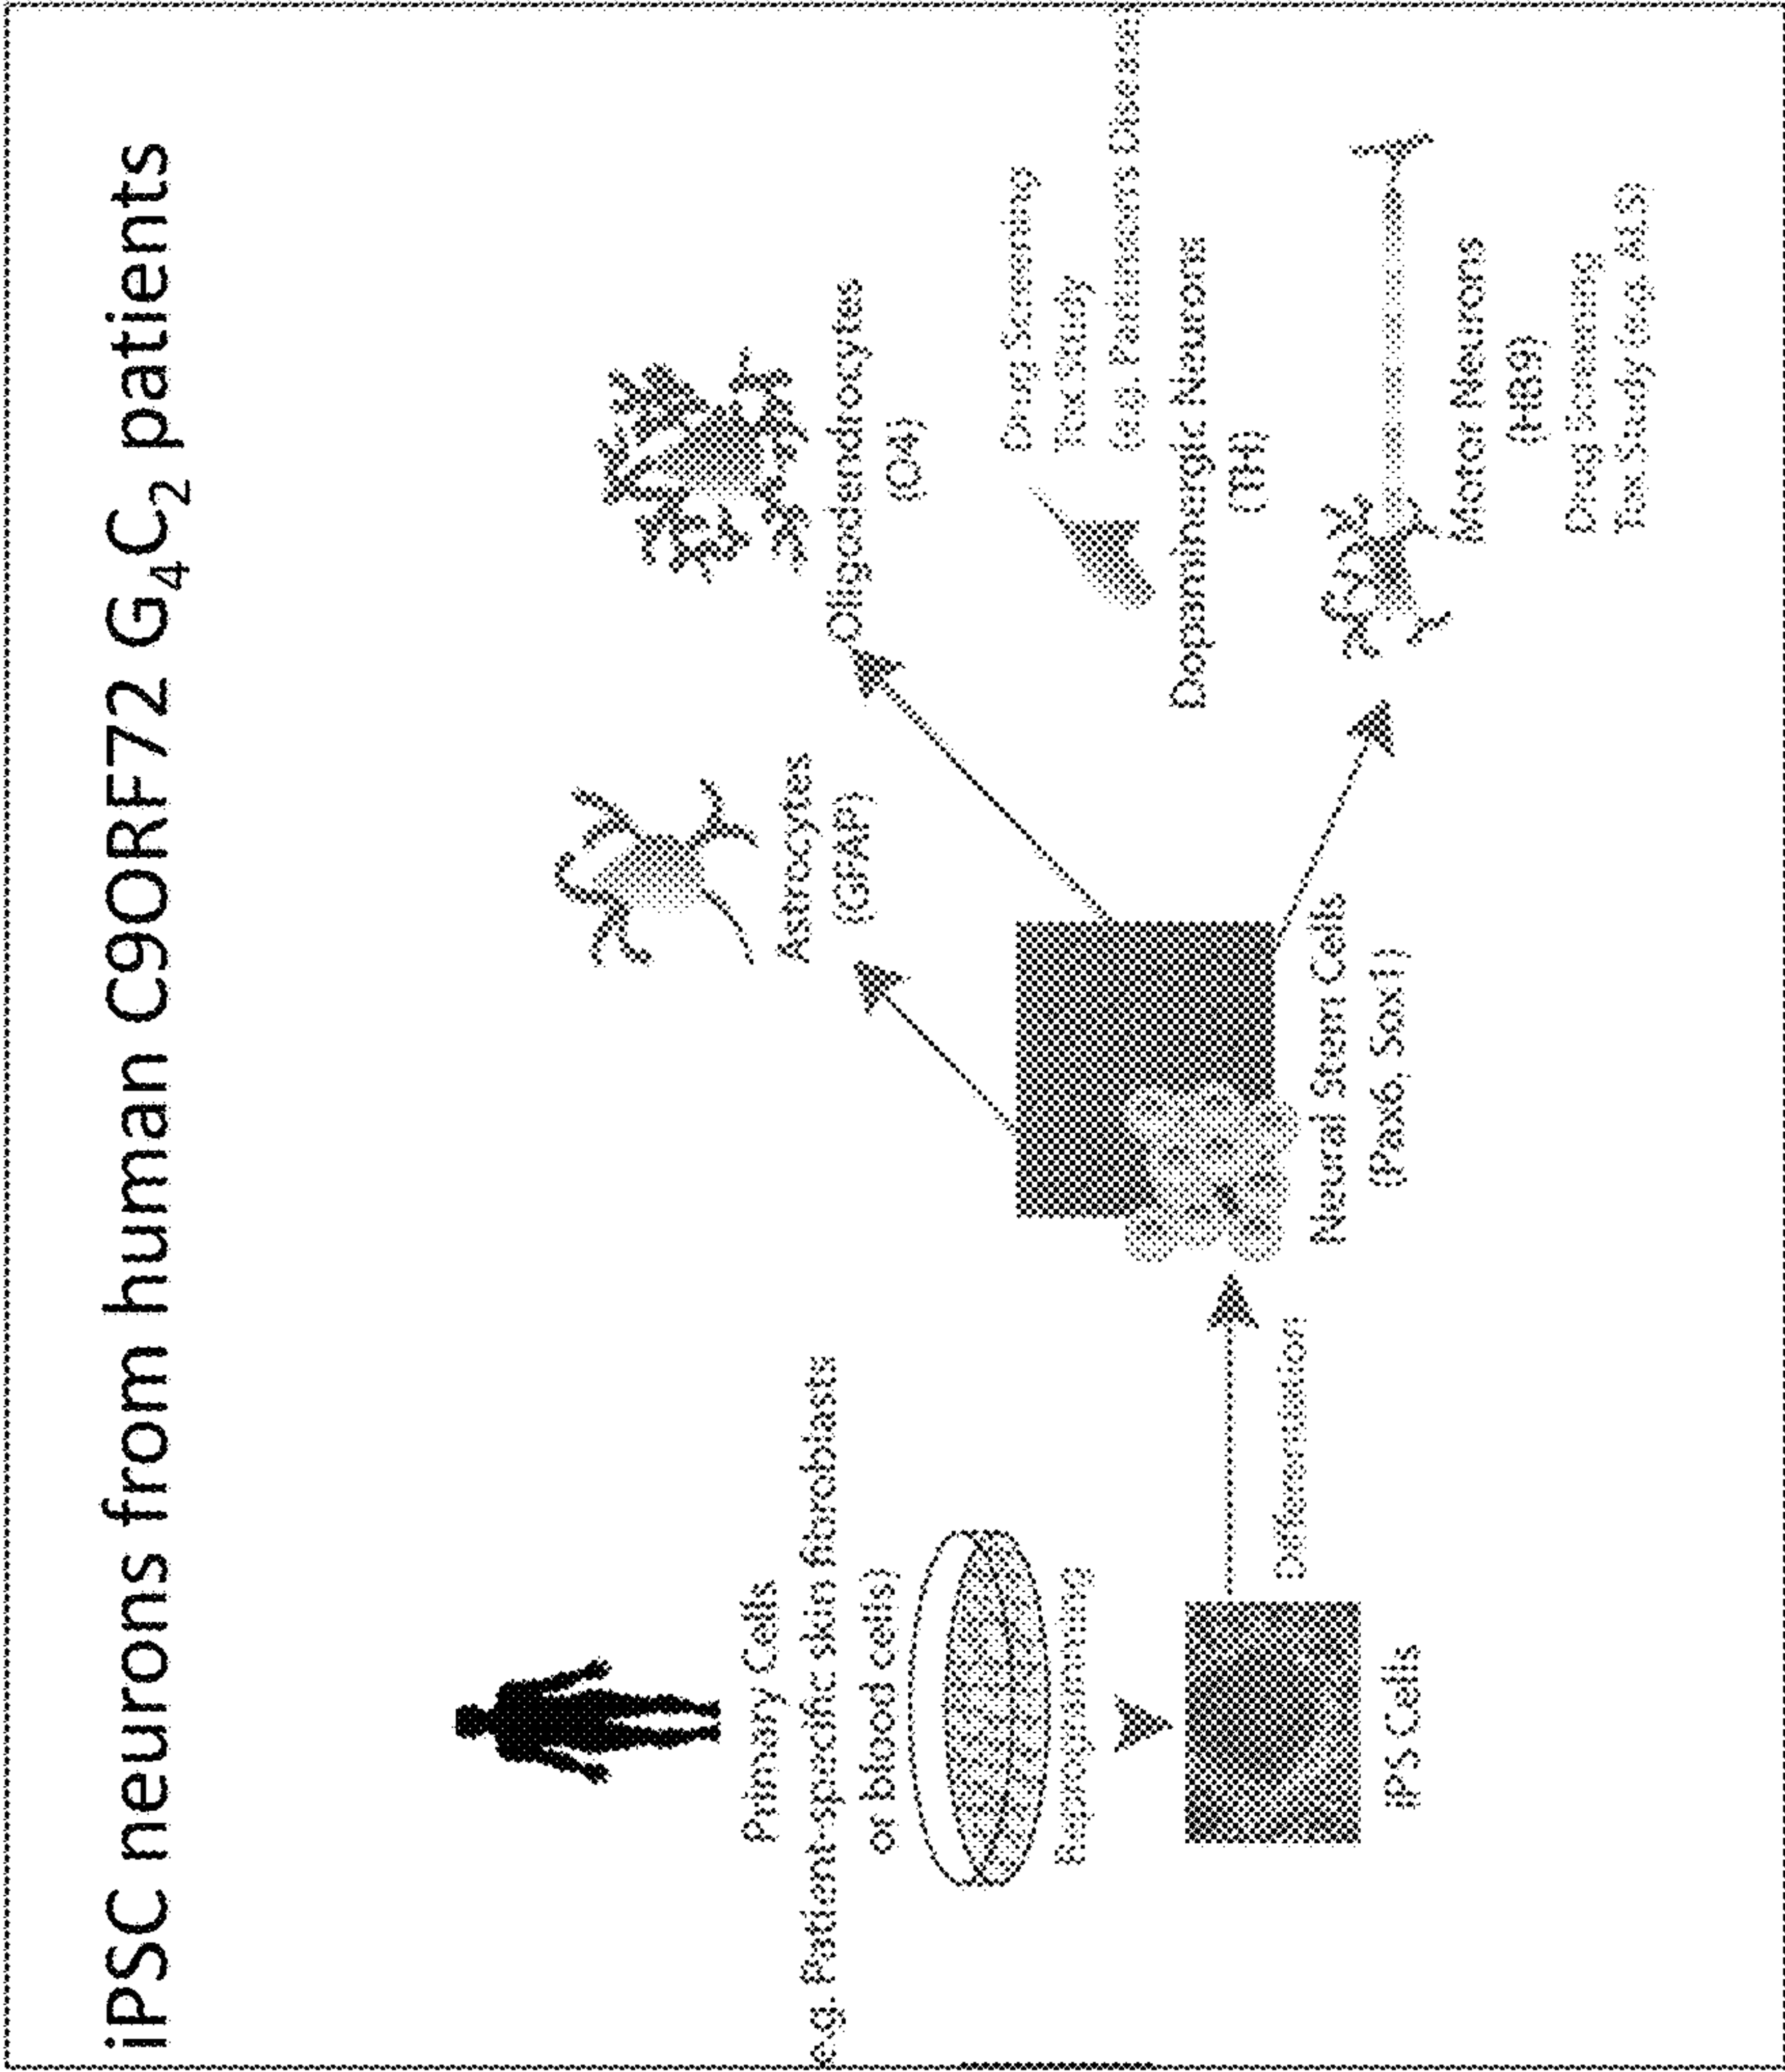 iPSC neurons from human C9ORF72 G₄C₂ patients
Primary Cells
e.g. Patient-specific skin fibroblasts
or blood cells)
Reprogramming
iPS Cells
Differentiation
Neural Stem Cells
(Pax6, Sox1)
Astrocytes
(GFAP)
Oligodendrocytes
(O4)
Drug Screening
Tox Study
(e.g. Parkinsons Disease)
Dopaminergic Neurons
(TH)
Motor Neurons
(HB9)
Drug Screening
Tox Study (e.g. ALS)